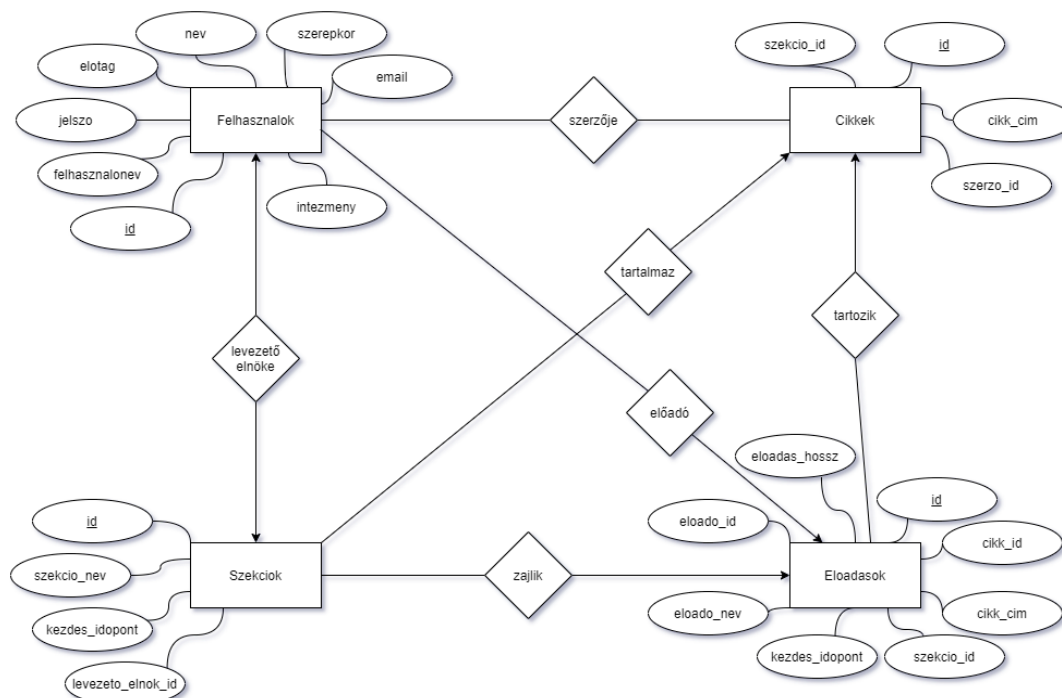 nev
szerepkor
elotag
email
jelszo
Felhasznalok
felhasznalonev
intezmeny
id
szerzője
szekcio_id
id
Cikkek
cikk_cim
szerzo_id
tartalmaz
tartozik
levezető
elnöke
előadó
id
szekcio_nev
Szekciok
kezdes_idopont
levezeto_elnok_id
zajlik
eloadas_hossz
eloado_id
id
cikk_id
Eloadasok
eloado_nev
cikk_cim
kezdes_idopont
szekcio_id